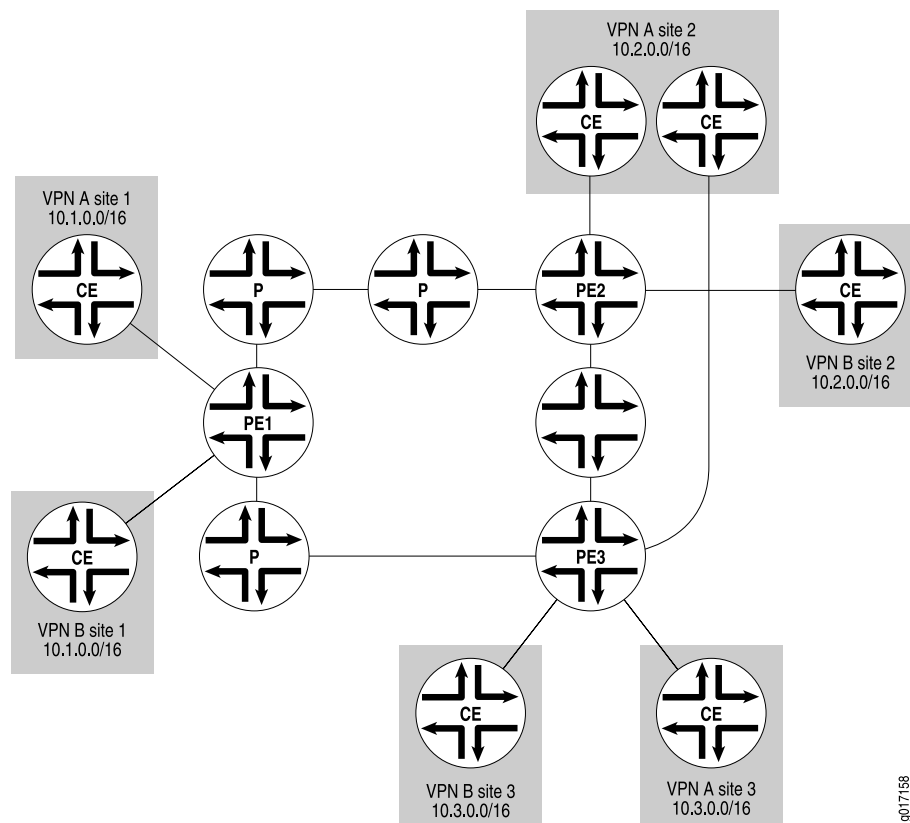 VPN A site 2
10.2.0.0/16
CE
CE
VPN A site 1
10.1.0.0/16
CE
P
P
PE2
CE
VPN B site 2
10.2.0.0/16
PE1
CE
VPN B site 1
10.1.0.0/16
P
PE3
CE
VPN B site 3
10.3.0.0/16
CE
VPN A site 3
10.3.0.0/16
g017158